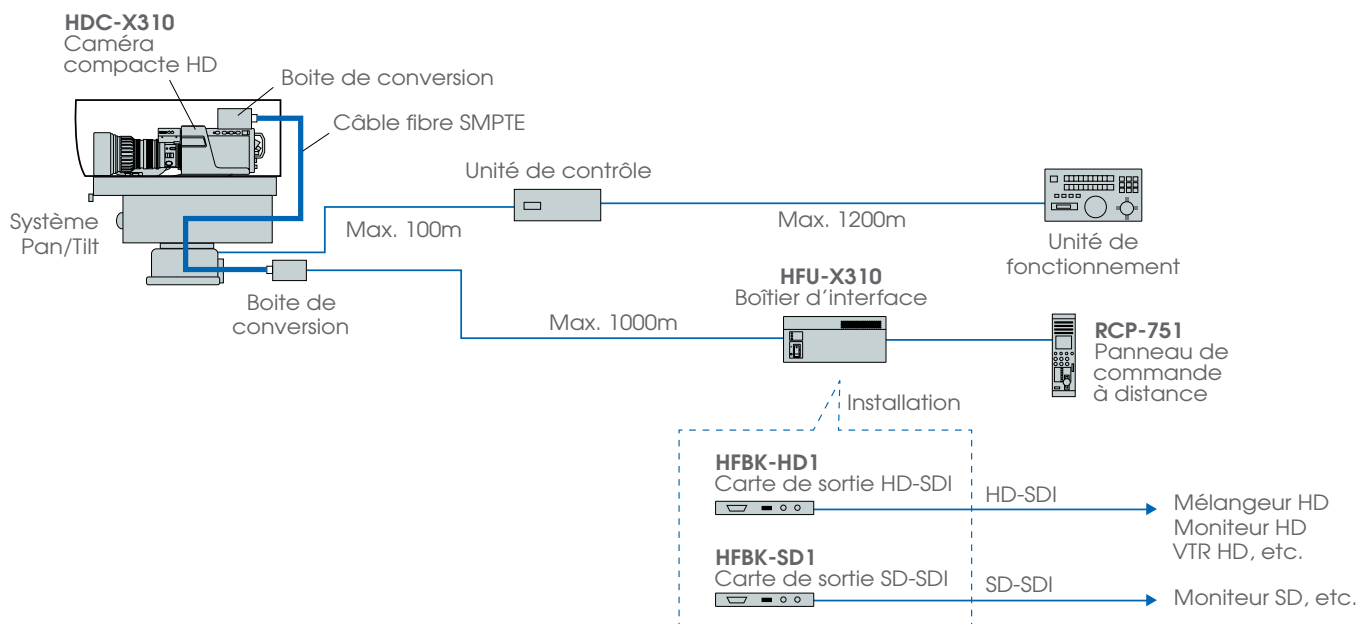 HDC-X310
Caméra
compacte HD
Boite de conversion
Câble fibre SMPTE
Unité de contrôle
Système
Pan/Tilt
Max. 100m
Max. 1200m
Unité de
fonctionnement
Boite de
conversion
Max. 1000m
HFU-X310
Boîtier d'interface
RCP-751
Panneau de
commande
à distance
Installation
HFBK-HD1
Carte de sortie HD-SDI
HD-SDI
Mélangeur HD
Moniteur HD
VTR HD, etc.
HFBK-SD1
Carte de sortie SD-SDI
SD-SDI
Moniteur SD, etc.